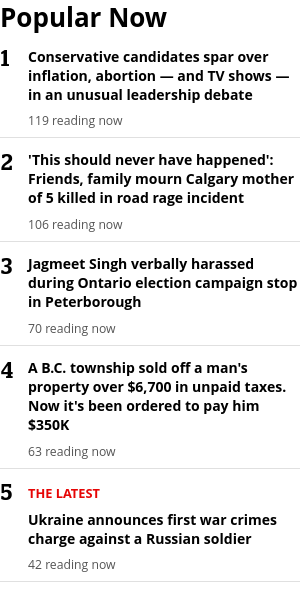 Popular Now
1
Conservative candidates spar over
inflation, abortion — and TV shows —
in an unusual leadership debate
119 reading now
2
'This should never have happened':
Friends, family mourn Calgary mother
of 5 killed in road rage incident
106 reading now
3
Jagmeet Singh verbally harassed
during Ontario election campaign stop
in Peterborough
70 reading now
4
A B.C. township sold off a man's
property over $6,700 in unpaid taxes.
Now it's been ordered to pay him
$350K
63 reading now
5
THE LATEST
Ukraine announces first war crimes
charge against a Russian soldier
42 reading now